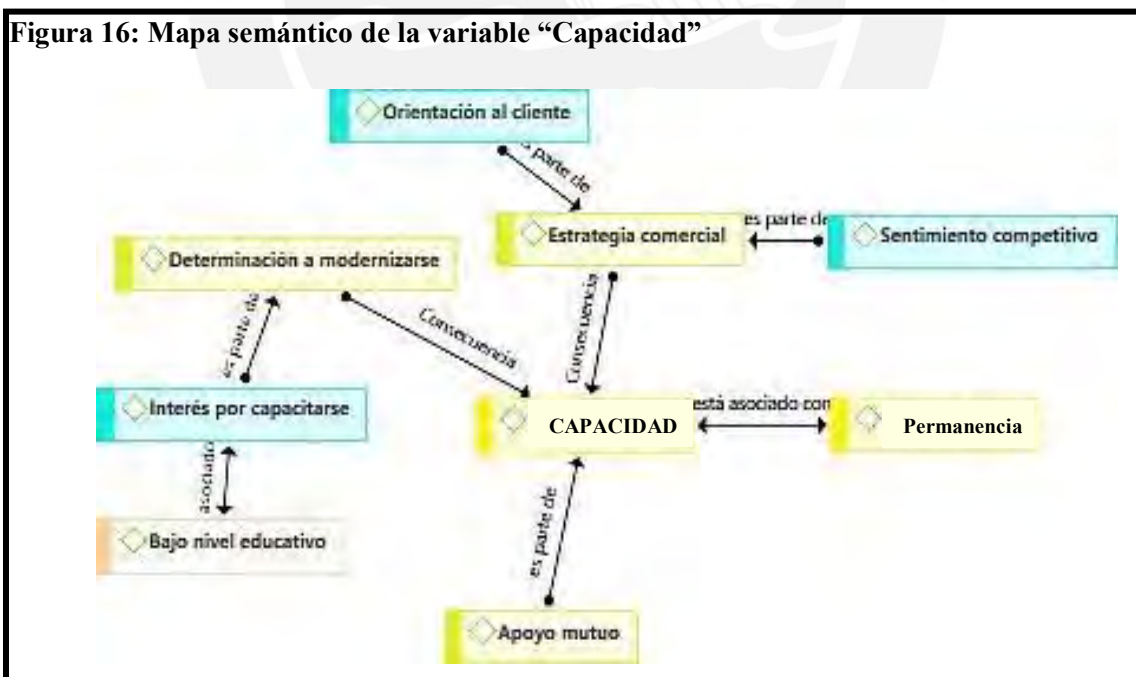 Figura 16: Mapa semántico de la variable “Capacidad”
Orientación al cliente
es parte de
Estrategia comercial
es parte de
Sentimiento competitivo
Determinación a modernizarse
es parte de
Consecuencia
Consecuencia
Interés por capacitarse
CAPACIDAD
está asociado con
Permanencia
asociado
Bajo nivel educativo
es parte de
Apoyo mutuo